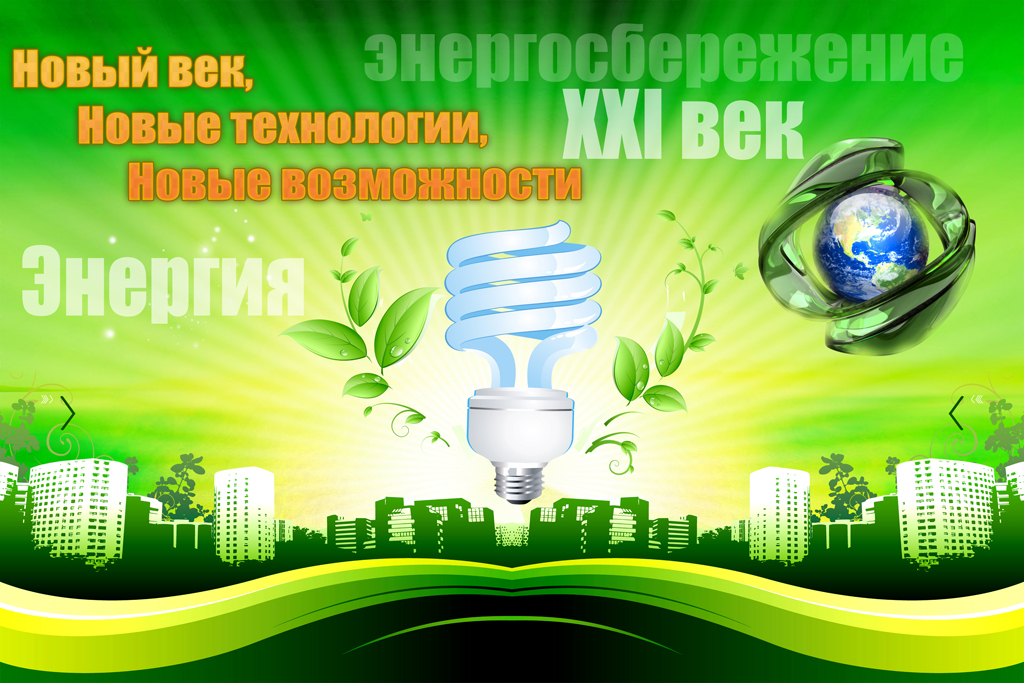 энергосбережение
Новый век,
XXI век
Новые технологии,
Новые возможности
Энергия